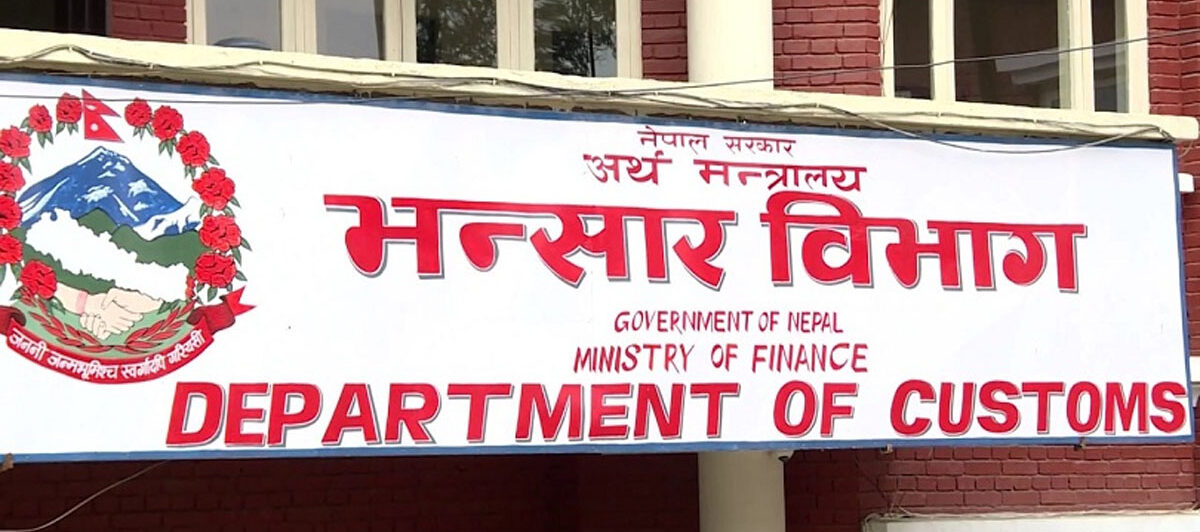 नेपाल सरकार
अर्थ मन्त्रालय
भन्सार विभाग
GOVERNMENT OF NEPAL
MINISTRY OF FINANCE
DEPARTMENT OF CUSTOMS
जननी जन्मभूमिश्च स्वर्गादपि गरियसी